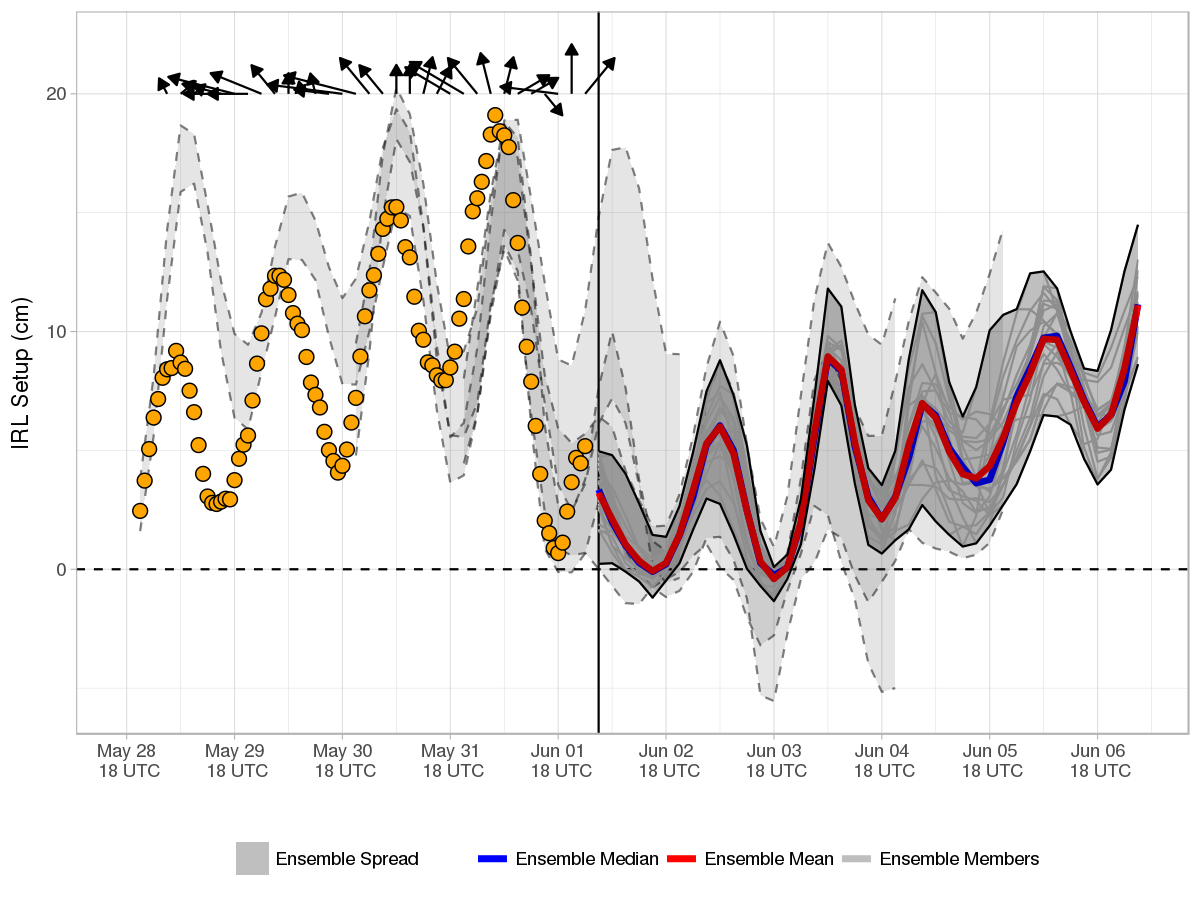 IRL Setup (cm)
20
10
0
May 28 May 29 May 30 May 31 Jun 01 Jun 02 Jun 03 Jun 04 Jun 05 Jun 06
18 UTC 18 UTC 18 UTC 18 UTC 18 UTC 18 UTC 18 UTC 18 UTC 18 UTC 18 UTC
Ensemble Spread Ensemble Median Ensemble Mean Ensemble Members